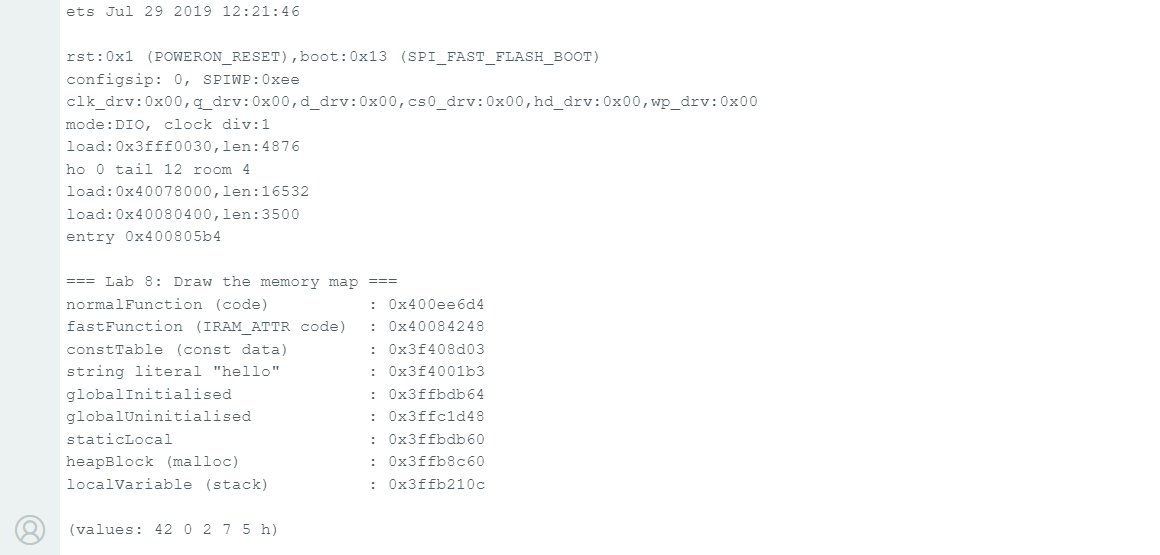 ets Jul 29 2019 12:21:46
rst:0x1 (POWERON_RESET),boot:0x13 (SPI_FAST_FLASH_BOOT)
configsip: 0, SPIWP:0xee
clk_drv:0x00,q_drv:0x00,d_drv:0x00,cs0_drv:0x00,hd_drv:0x00,wp_drv:0x00
mode:DIO, clock div:1
load:0x3fff0030,len:4876
ho 0 tail 12 room 4
load:0x40078000,len:16532
load:0x40080400,len:3500
entry 0x400805b4
=== Lab 8: Draw the memory map ===
normalFunction (code) : 0x400ee6d4
fastFunction (IRAM_ATTR code) : 0x40084248
constTable (const data) : 0x3f408d03
string literal "hello" : 0x3f4001b3
globalInitialised : 0x3ffbdb64
globalUninitialised : 0x3ffc1d48
staticLocal : 0x3ffbdb60
heapBlock (malloc) : 0x3ffb8c60
localVariable (stack) : 0x3ffb210c
(values: 42 0 2 7 5 h)